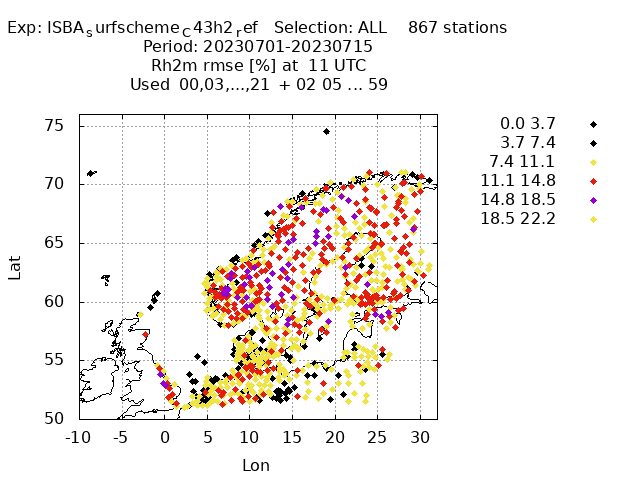 Exp: ISBA_surfscheme_C43h2_ref   Selection: ALL    867 stations
Period: 20230701-20230715
Rh2m rmse [%] at  11 UTC
Used  00,03,...,21  + 02 05 ... 59
0.0 3.7
3.7 7.4
7.4 11.1
11.1 14.8
14.8 18.5
18.5 22.2
75
70
65
60
55
50
Lat
-10 -5 0 5 10 15 20 25 30
Lon